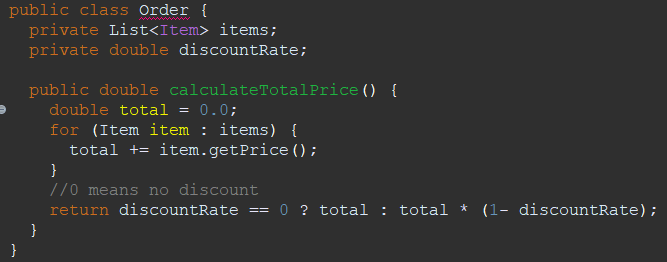 public class Order {
  private List<Item> items;
  private double discountRate;

  public double calculateTotalPrice() {
    double total = 0.0;
    for (Item item : items) {
      total += item.getPrice();
    }
    //0 means no discount
    return discountRate == 0 ? total : total * (1- discountRate);
  }
}